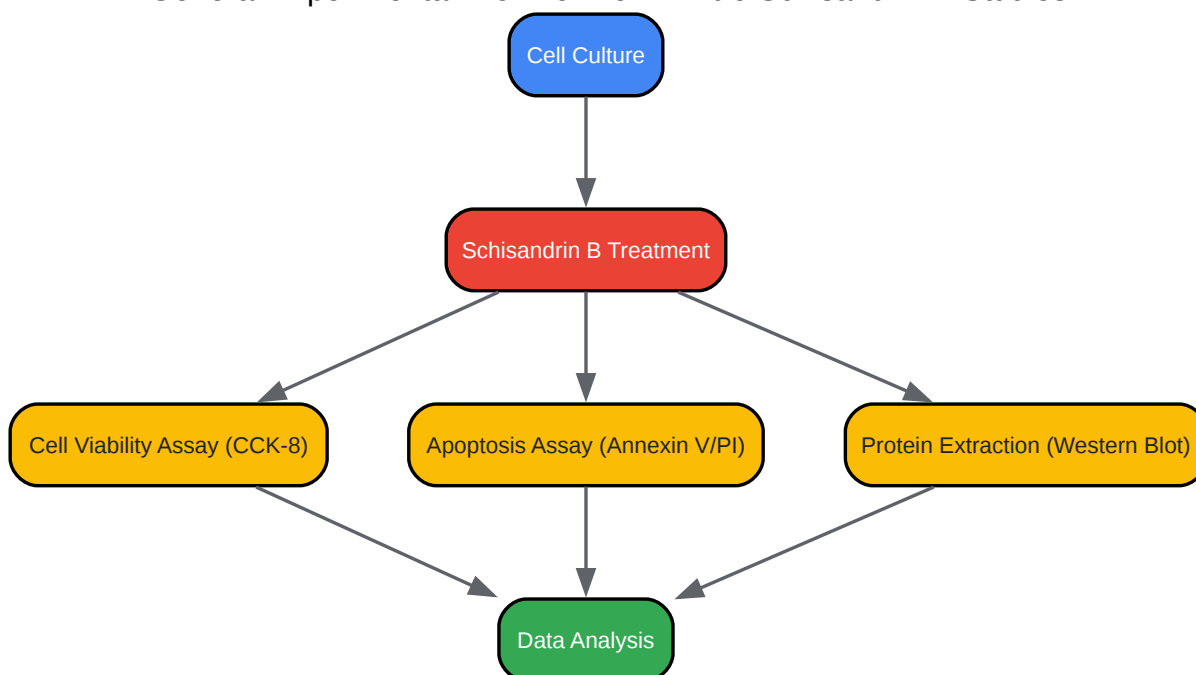 Cell Culture
Schisandrin B Treatment
Cell Viability Assay (CCK-8)
Apoptosis Assay (Annexin V/PI)
Protein Extraction (Western Blot)
Data Analysis